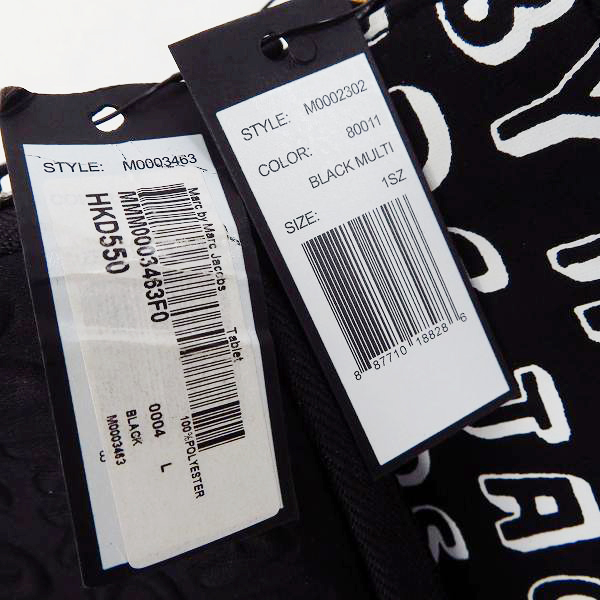 STYLE: M0003463
Marc by Marc Jacobs
Tablet
MMM0003463F0
HKD550
0004 L
100%POLYESTER
BLACK
M0003463
STYLE: M0002302
COLOR: 80011
BLACK MULTI
SIZE: 1SZ
8 87710 18828 6
BY